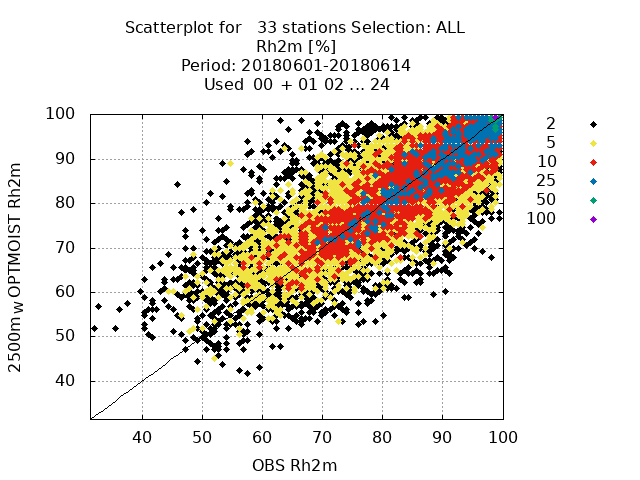 Scatterplot for   33 stations Selection: ALL
Rh2m [%]
Period: 20180601-20180614
Used  00 + 01 02 ... 24
2500mw OPTMOIST Rh2m
100
90
80
70
60
50
40
40 50 60 70 80 90 100
OBS Rh2m
2
5
10
25
50
100